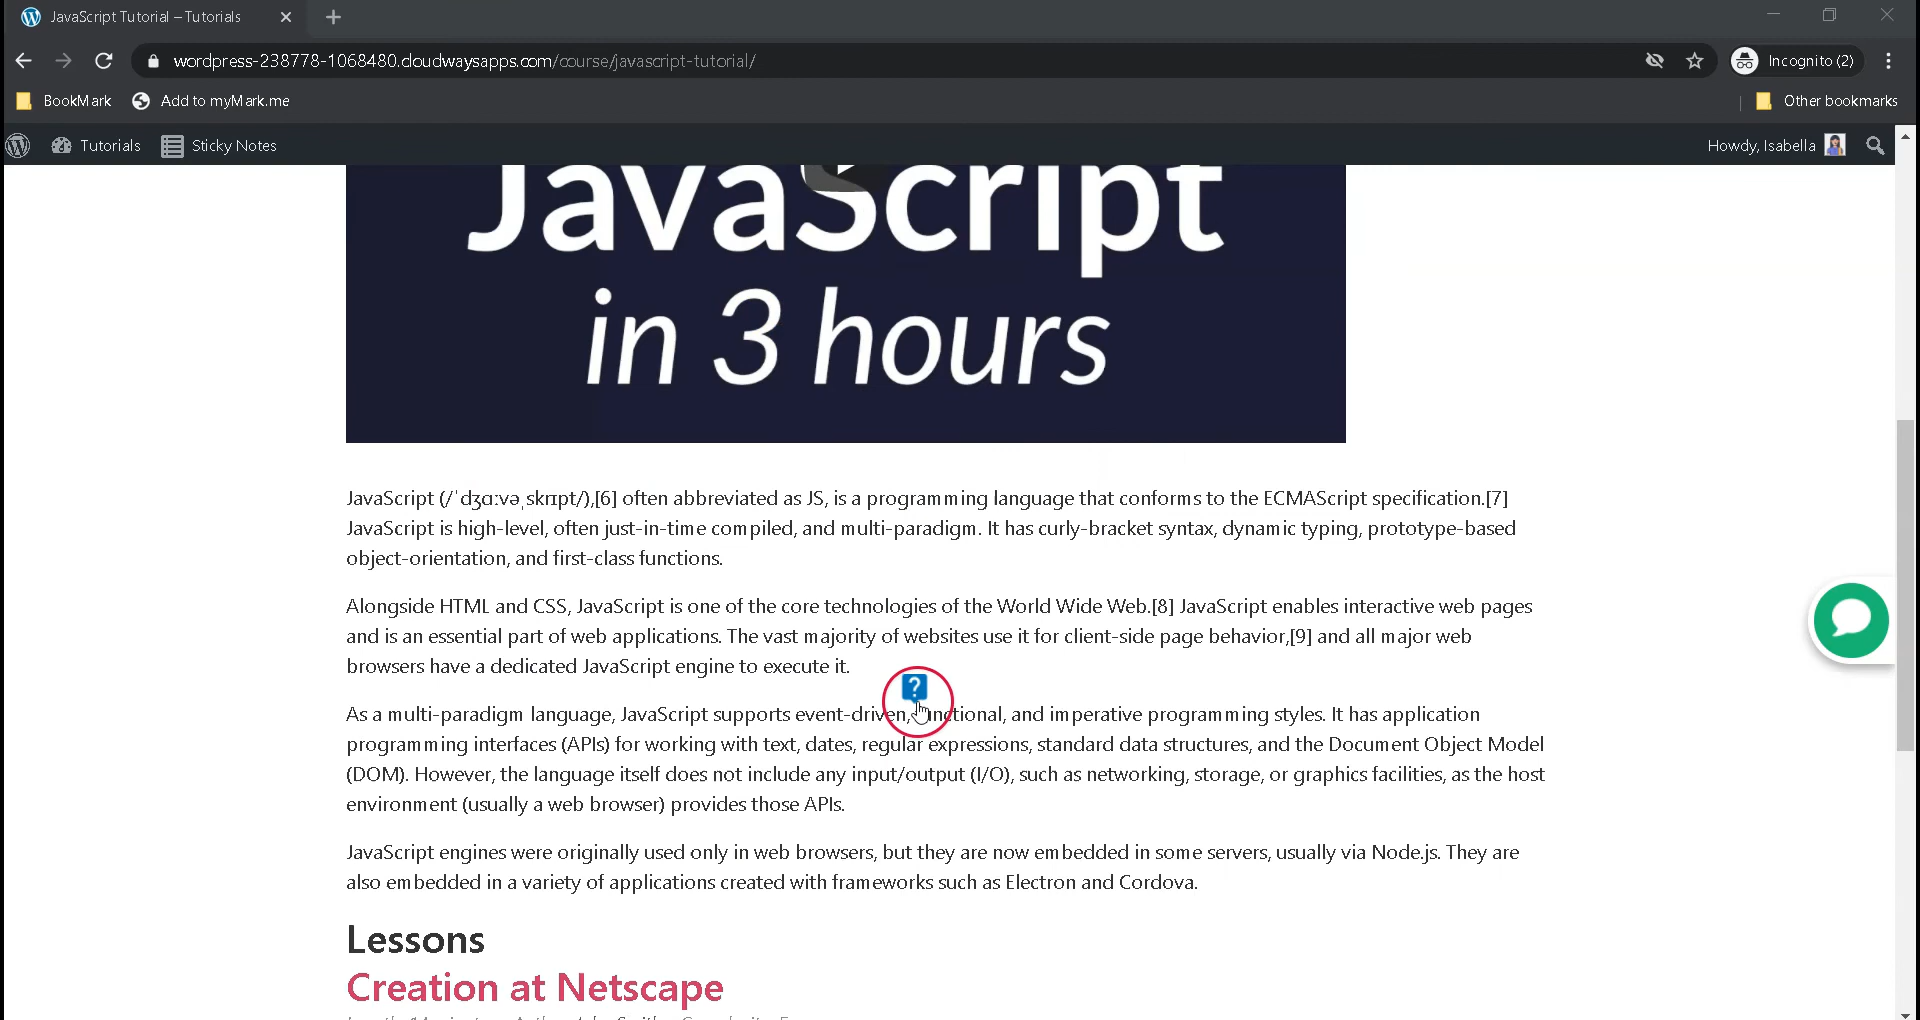 JavaScript Tutorial – Tutorials
wordpress-238778-1068480.cloudwaysapps.com/course/javascript-tutorial/
Incognito (2)
BookMark Add to myMark.me Other bookmarks
Tutorials Sticky Notes Howdy, Isabella
JavaScript
in 3 hours
JavaScript (/ˈdʒɑːvəˌskrɪpt/),[6] often abbreviated as JS, is a programming language that conforms to the ECMAScript specification.[7]
JavaScript is high-level, often just-in-time compiled, and multi-paradigm. It has curly-bracket syntax, dynamic typing, prototype-based
object-orientation, and first-class functions.
Alongside HTML and CSS, JavaScript is one of the core technologies of the World Wide Web.[8] JavaScript enables interactive web pages
and is an essential part of web applications. The vast majority of websites use it for client-side page behavior,[9] and all major web
browsers have a dedicated JavaScript engine to execute it.
?
As a multi-paradigm language, JavaScript supports event-driven, functional, and imperative programming styles. It has application
programming interfaces (APIs) for working with text, dates, regular expressions, standard data structures, and the Document Object Model
(DOM). However, the language itself does not include any input/output (I/O), such as networking, storage, or graphics facilities, as the host
environment (usually a web browser) provides those APIs.
JavaScript engines were originally used only in web browsers, but they are now embedded in some servers, usually via Node.js. They are
also embedded in a variety of applications created with frameworks such as Electron and Cordova.
Lessons
Creation at Netscape